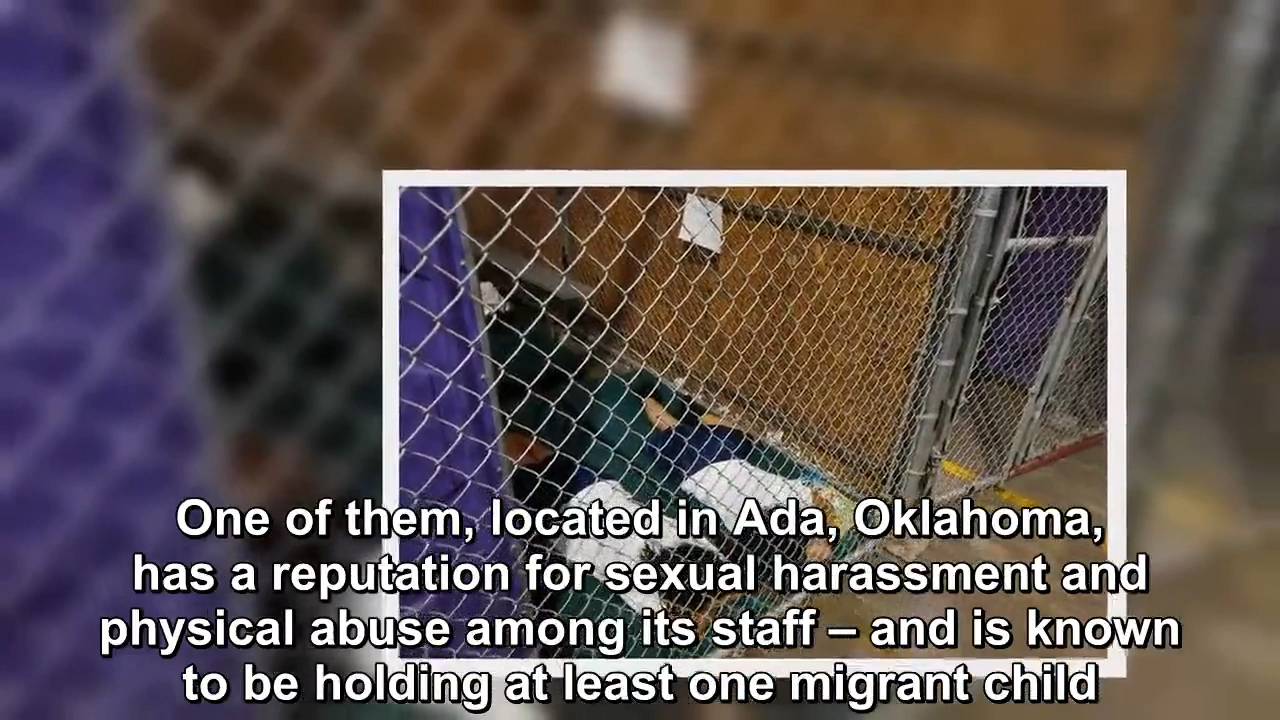 One of them, located in Ada, Oklahoma,
has a reputation for sexual harassment and
physical abuse among its staff – and is known
to be holding at least one migrant child